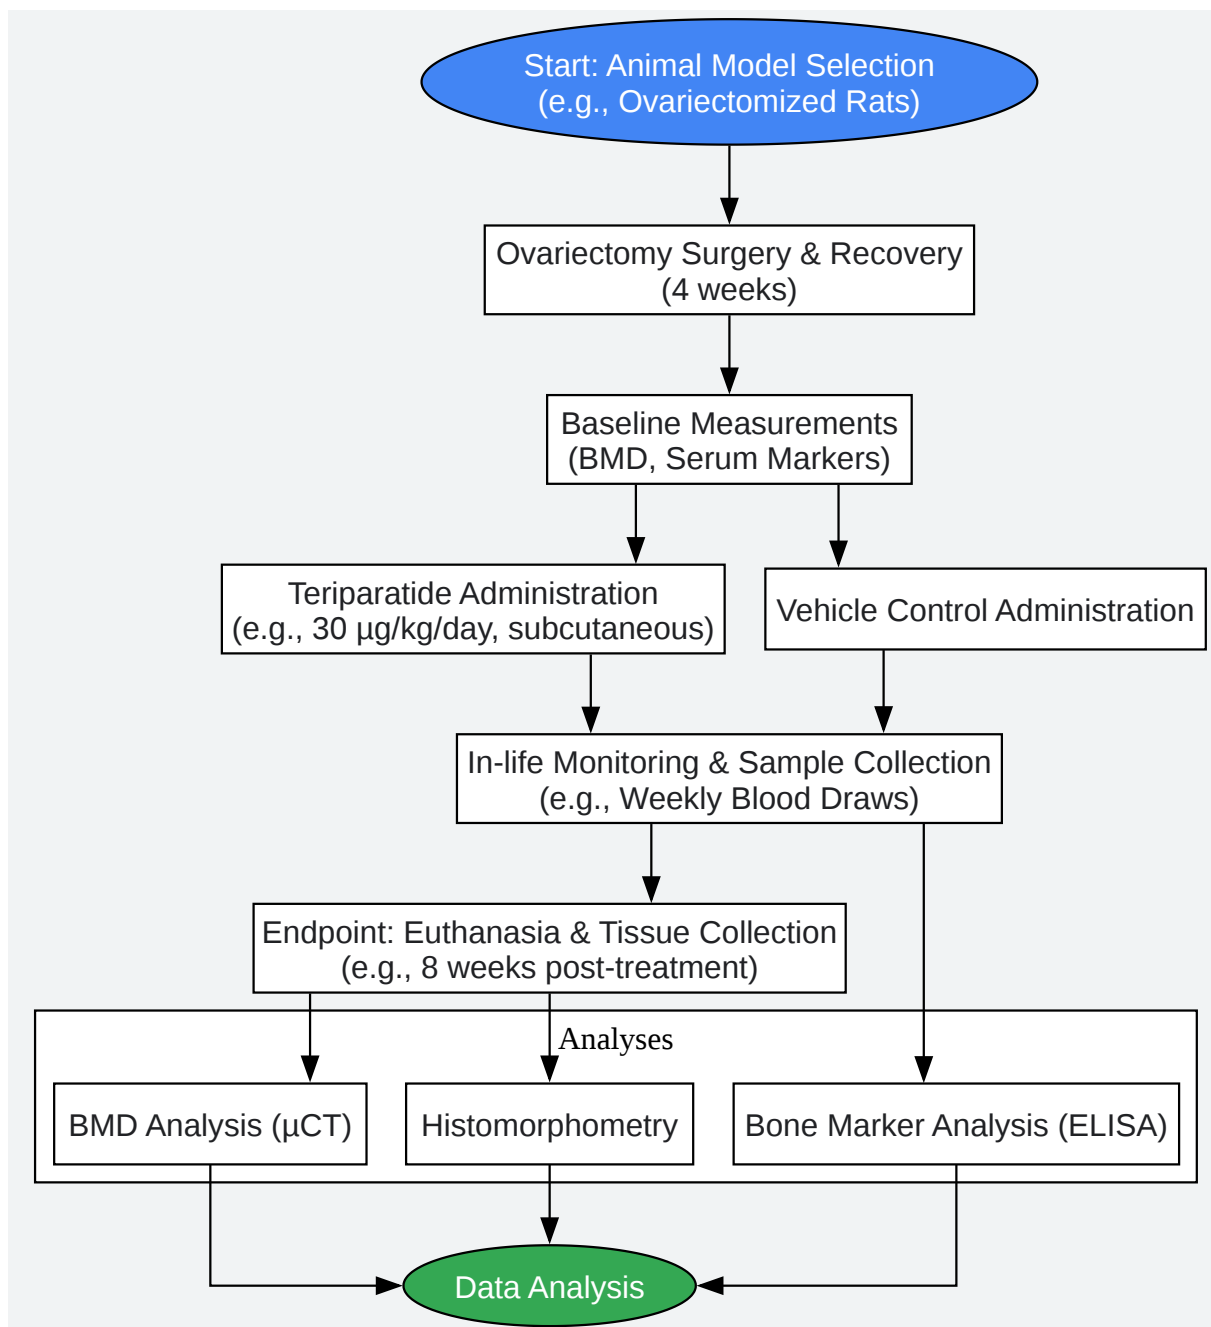 Start: Animal Model Selection
(e.g., Ovariectomized Rats)
Ovariectomy Surgery & Recovery
(4 weeks)
Baseline Measurements
(BMD, Serum Markers)
Teriparatide Administration
(e.g., 30 µg/kg/day, subcutaneous)
Vehicle Control Administration
In-life Monitoring & Sample Collection
(e.g., Weekly Blood Draws)
Endpoint: Euthanasia & Tissue Collection
(e.g., 8 weeks post-treatment)
Analyses
BMD Analysis (µCT)
Histomorphometry
Bone Marker Analysis (ELISA)
Data Analysis